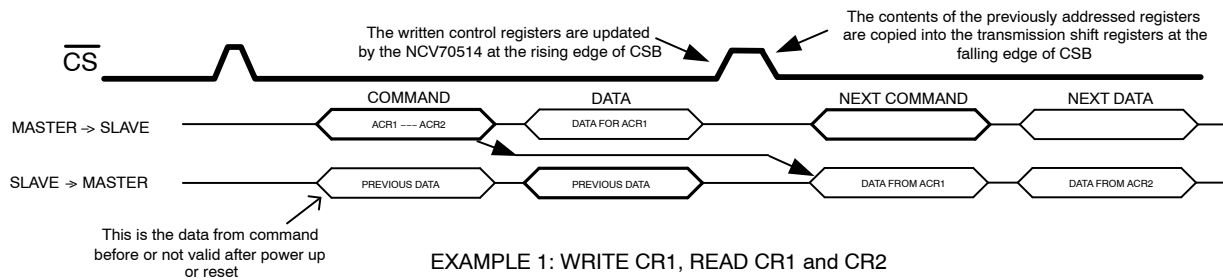 The written control registers are updated
by the NCV70514 at the rising edge of CSB
The contents of the previously addressed registers
are copied into the transmission shift registers at the
falling edge of CSB
CS
COMMAND
DATA
NEXT COMMAND
NEXT DATA
MASTER -> SLAVE
ACR1 --- ACR2
DATA FOR ACR1
SLAVE -> MASTER
PREVIOUS DATA
PREVIOUS DATA
DATA FROM ACR1
DATA FROM ACR2
This is the data from command
before or not valid after power up
or reset
EXAMPLE 1: WRITE CR1, READ CR1 and CR2